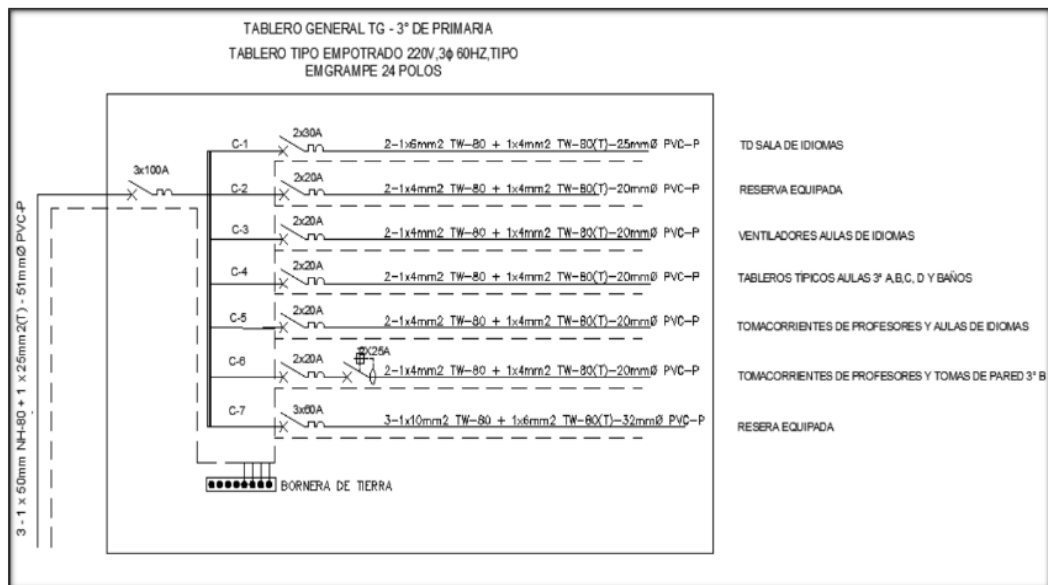 TABLERO GENERAL TG - 3° DE PRIMARIA
TABLERO TIPO EMPOTRADO 220V,3ϕ 60HZ,TIPO
EMGRAMPE 24 POLOS
3 - 1 x 50mm NH-80 + 1 x 25mm2(T) - 51mmØ PVC-P
3x100A
C-1
2x30A
2-1x6mm2 TW-80 + 1x4mm2 TW-80(T)-25mmØ PVC-P
TD SALA DE IDIOMAS
C-2
2x20A
2-1x4mm2 TW-80 + 1x4mm2 TW-80(T)-20mmØ PVC-P
RESERVA EQUIPADA
C-3
2x20A
2-1x4mm2 TW-80 + 1x4mm2 TW-80(T)-20mmØ PVC-P
VENTILADORES AULAS DE IDIOMAS
C-4
2x20A
2-1x4mm2 TW-80 + 1x4mm2 TW-80(T)-20mmØ PVC-P
TABLEROS TÍPICOS AULAS 3° A,B,C, D Y BAÑOS
C-5
2x20A
2-1x4mm2 TW-80 + 1x4mm2 TW-80(T)-20mmØ PVC-P
TOMACORRIENTES DE PROFESORES Y AULAS DE IDIOMAS
C-6
2x20A
2X25A
2-1x4mm2 TW-80 + 1x4mm2 TW-80(T)-20mmØ PVC-P
TOMACORRIENTES DE PROFESORES Y TOMAS DE PARED 3° B
C-7
3x60A
3-1x10mm2 TW-80 + 1x6mm2 TW-80(T)-32mmØ PVC-P
RESERA EQUIPADA
BORNERA DE TIERRA